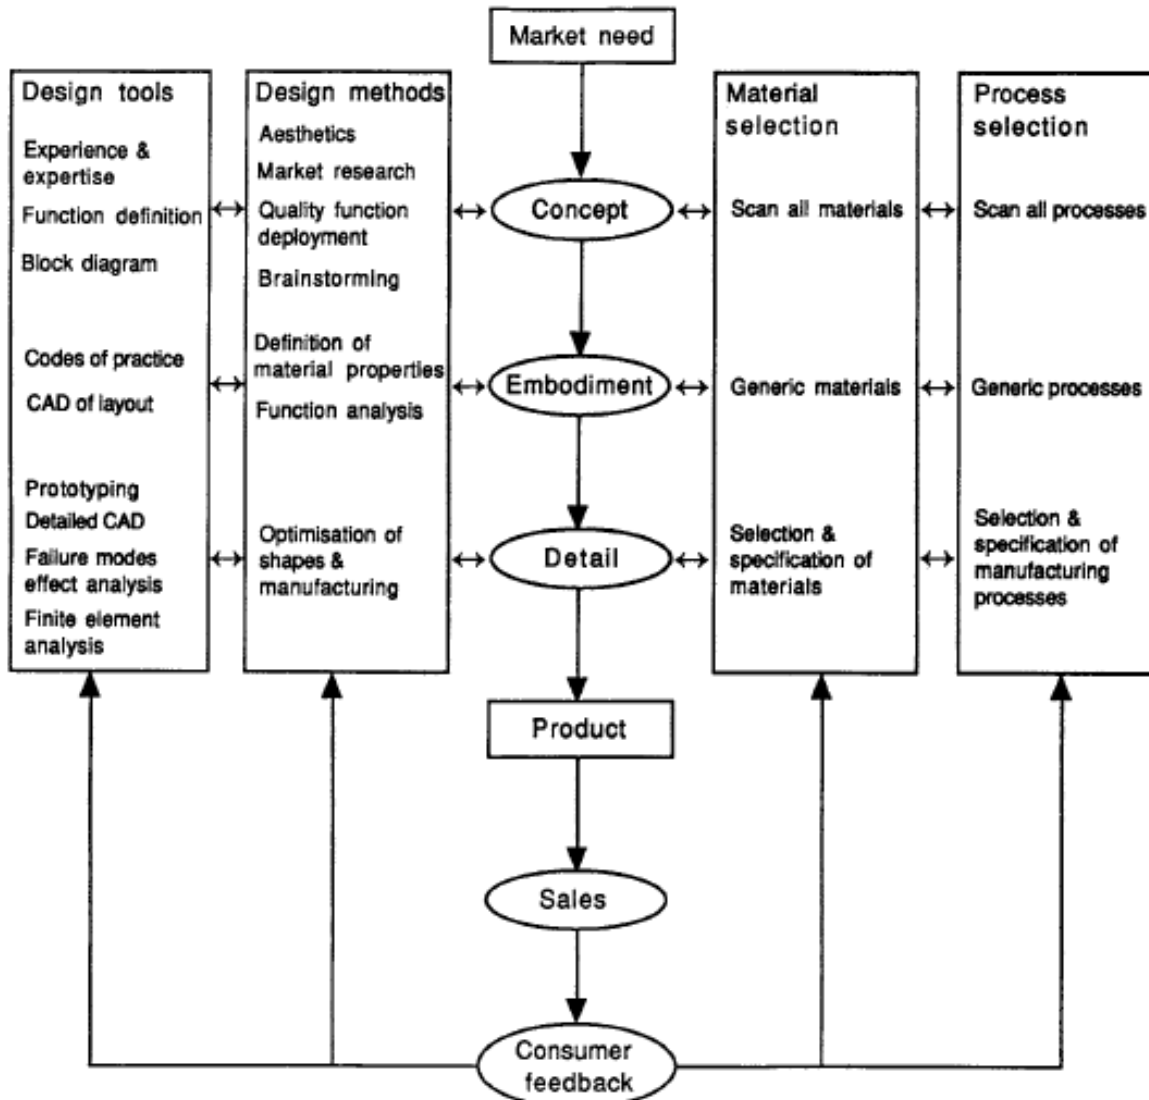 Market need
Design tools
Experience &
expertise
Function definition
Block diagram
Codes of practice
CAD of layout
Prototyping
Detailed CAD
Failure modes
effect analysis
Finite element
analysis
Design methods
Aesthetics
Market research
Quality function
deployment
Brainstorming
Definition of
material properties
Function analysis
Optimisation of
shapes &
manufacturing
Concept
Embodiment
Detail
Product
Sales
Consumer
feedback
Material
selection
Scan all materials
Generic materials
Selection &
specification of
materials
Process
selection
Scan all processes
Generic processes
Selection &
specification of
manufacturing
processes